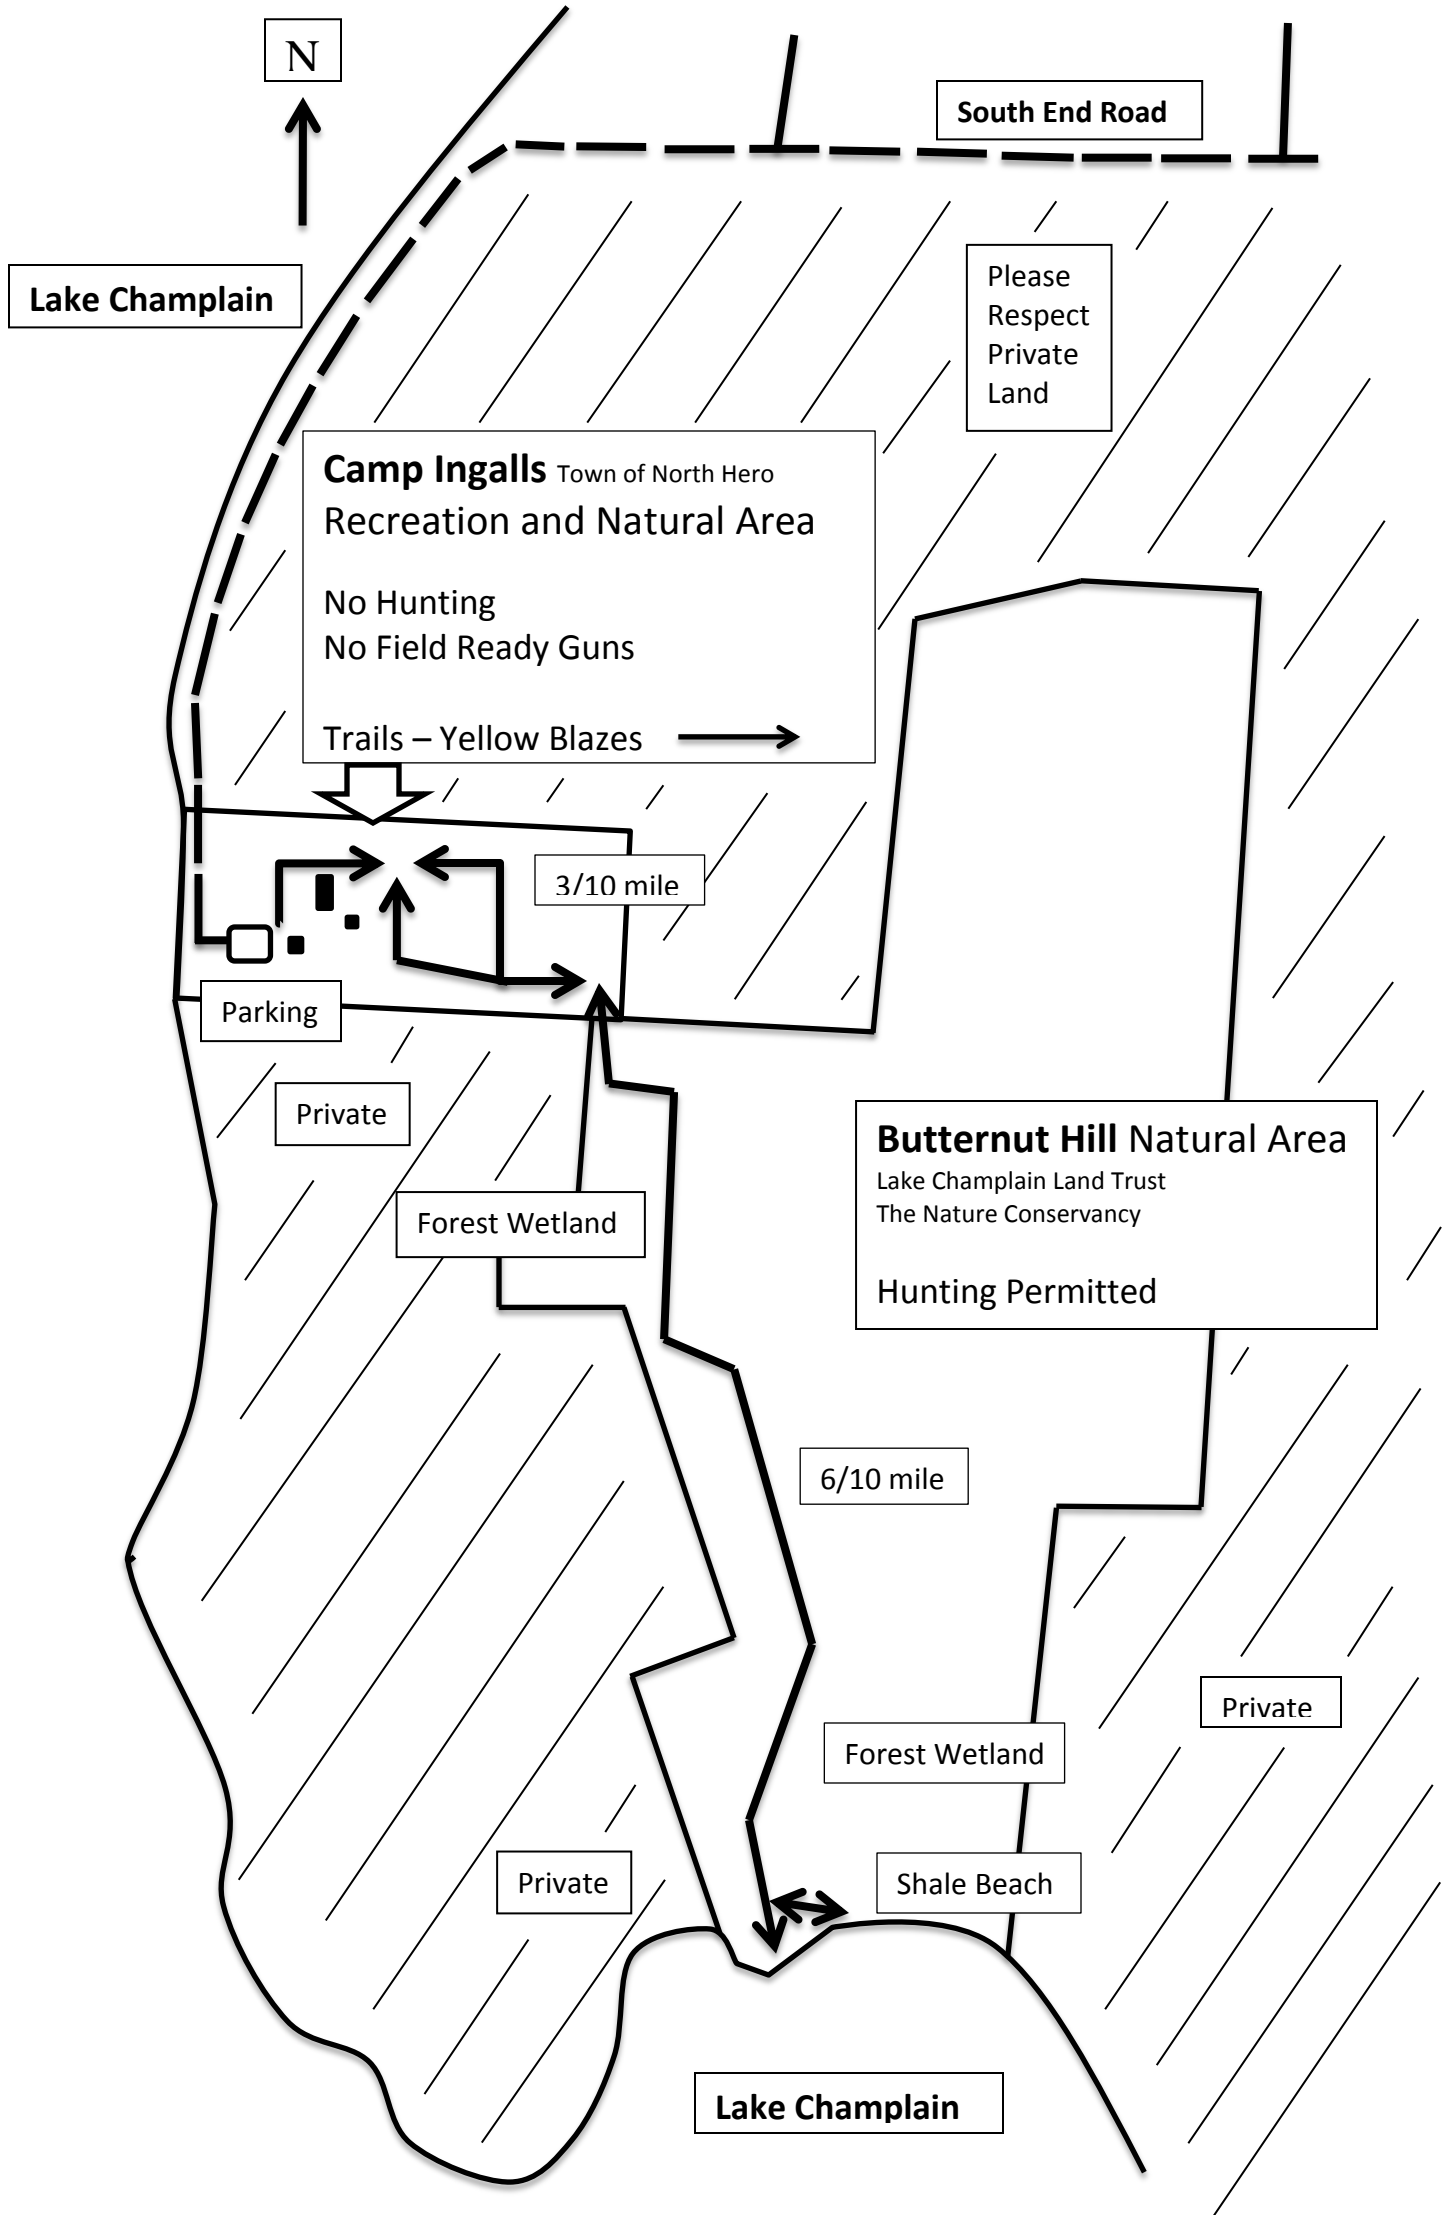 N
South End Road
Lake Champlain
Please
Respect
Private
Land
Camp Ingalls Town of North Hero
Recreation and Natural Area
No Hunting
No Field Ready Guns
Trails – Yellow Blazes
3/10 mile
Parking
Private
Butternut Hill Natural Area
Lake Champlain Land Trust
The Nature Conservancy
Hunting Permitted
Forest Wetland
6/10 mile
Private
Forest Wetland
Private
Shale Beach
Lake Champlain